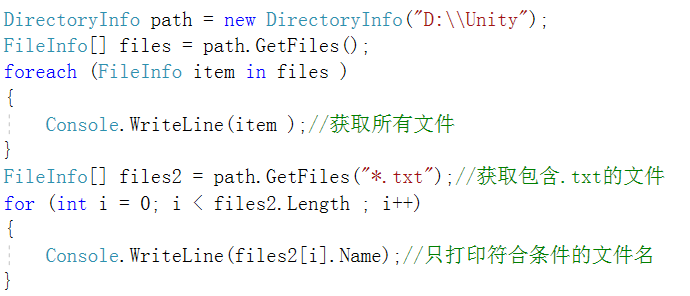 DirectoryInfo path = new DirectoryInfo("D:\\Unity");
FileInfo[] files = path.GetFiles();
foreach (FileInfo item in files )
{
    Console.WriteLine(item );//获取所有文件
}
FileInfo[] files2 = path.GetFiles("*.txt");//获取包含.txt的文件
for (int i = 0; i < files2.Length ; i++)
{
    Console.WriteLine(files2[i].Name);//只打印符合条件的文件名
}